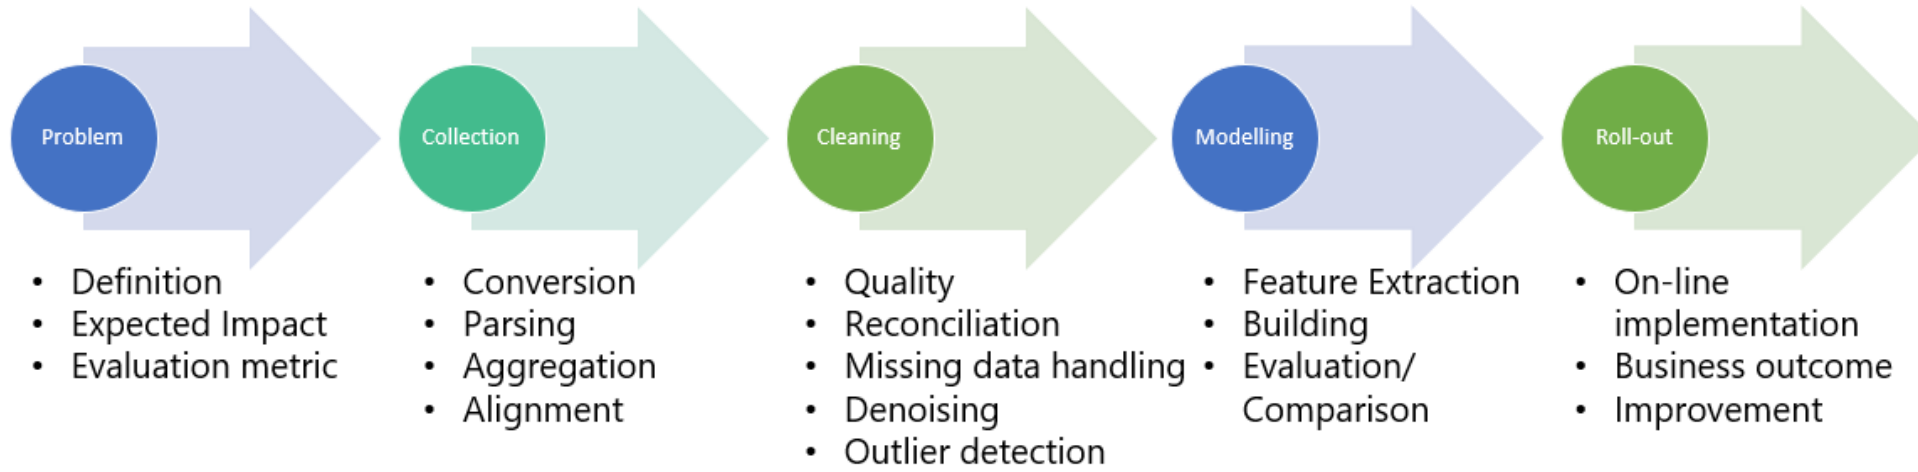 Problem
• Definition
• Expected Impact
• Evaluation metric
Collection
• Conversion
• Parsing
• Aggregation
• Alignment
Cleaning
• Quality
• Reconciliation
• Missing data handling
• Denoising
• Outlier detection
Modelling
• Feature Extraction
• Building
• Evaluation/
Comparison
Roll-out
• On-line
implementation
• Business outcome
• Improvement